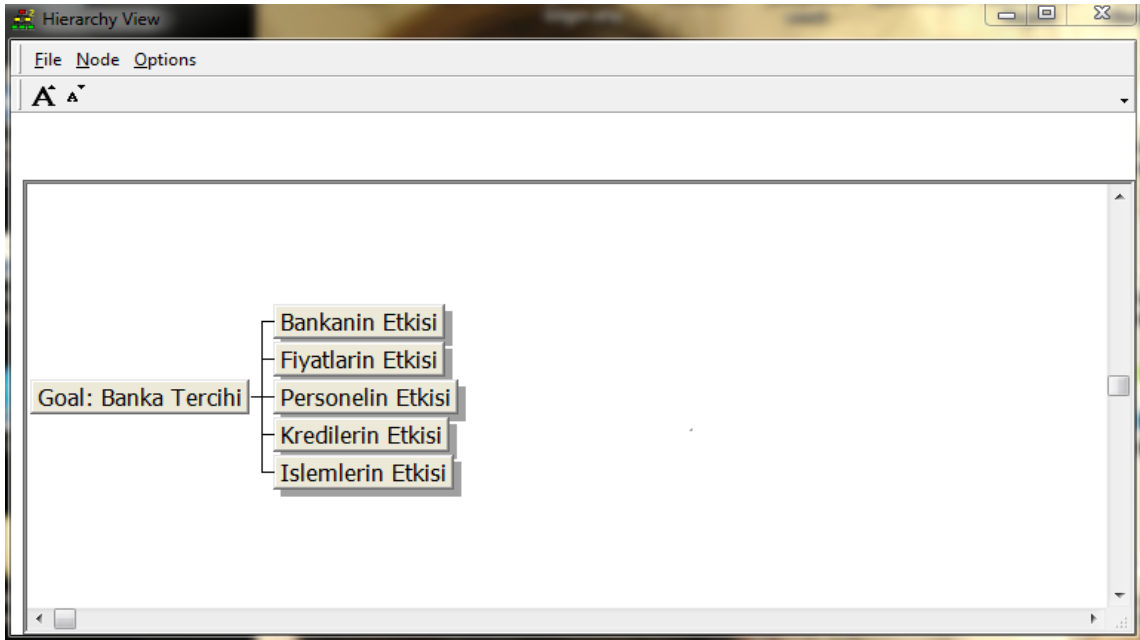 Hierarchy View
File Node Options
A A
Bankanin Etkisi
Fiyatlarin Etkisi
Goal: Banka Tercihi
Personelin Etkisi
Kredilerin Etkisi
Islemlerin Etkisi